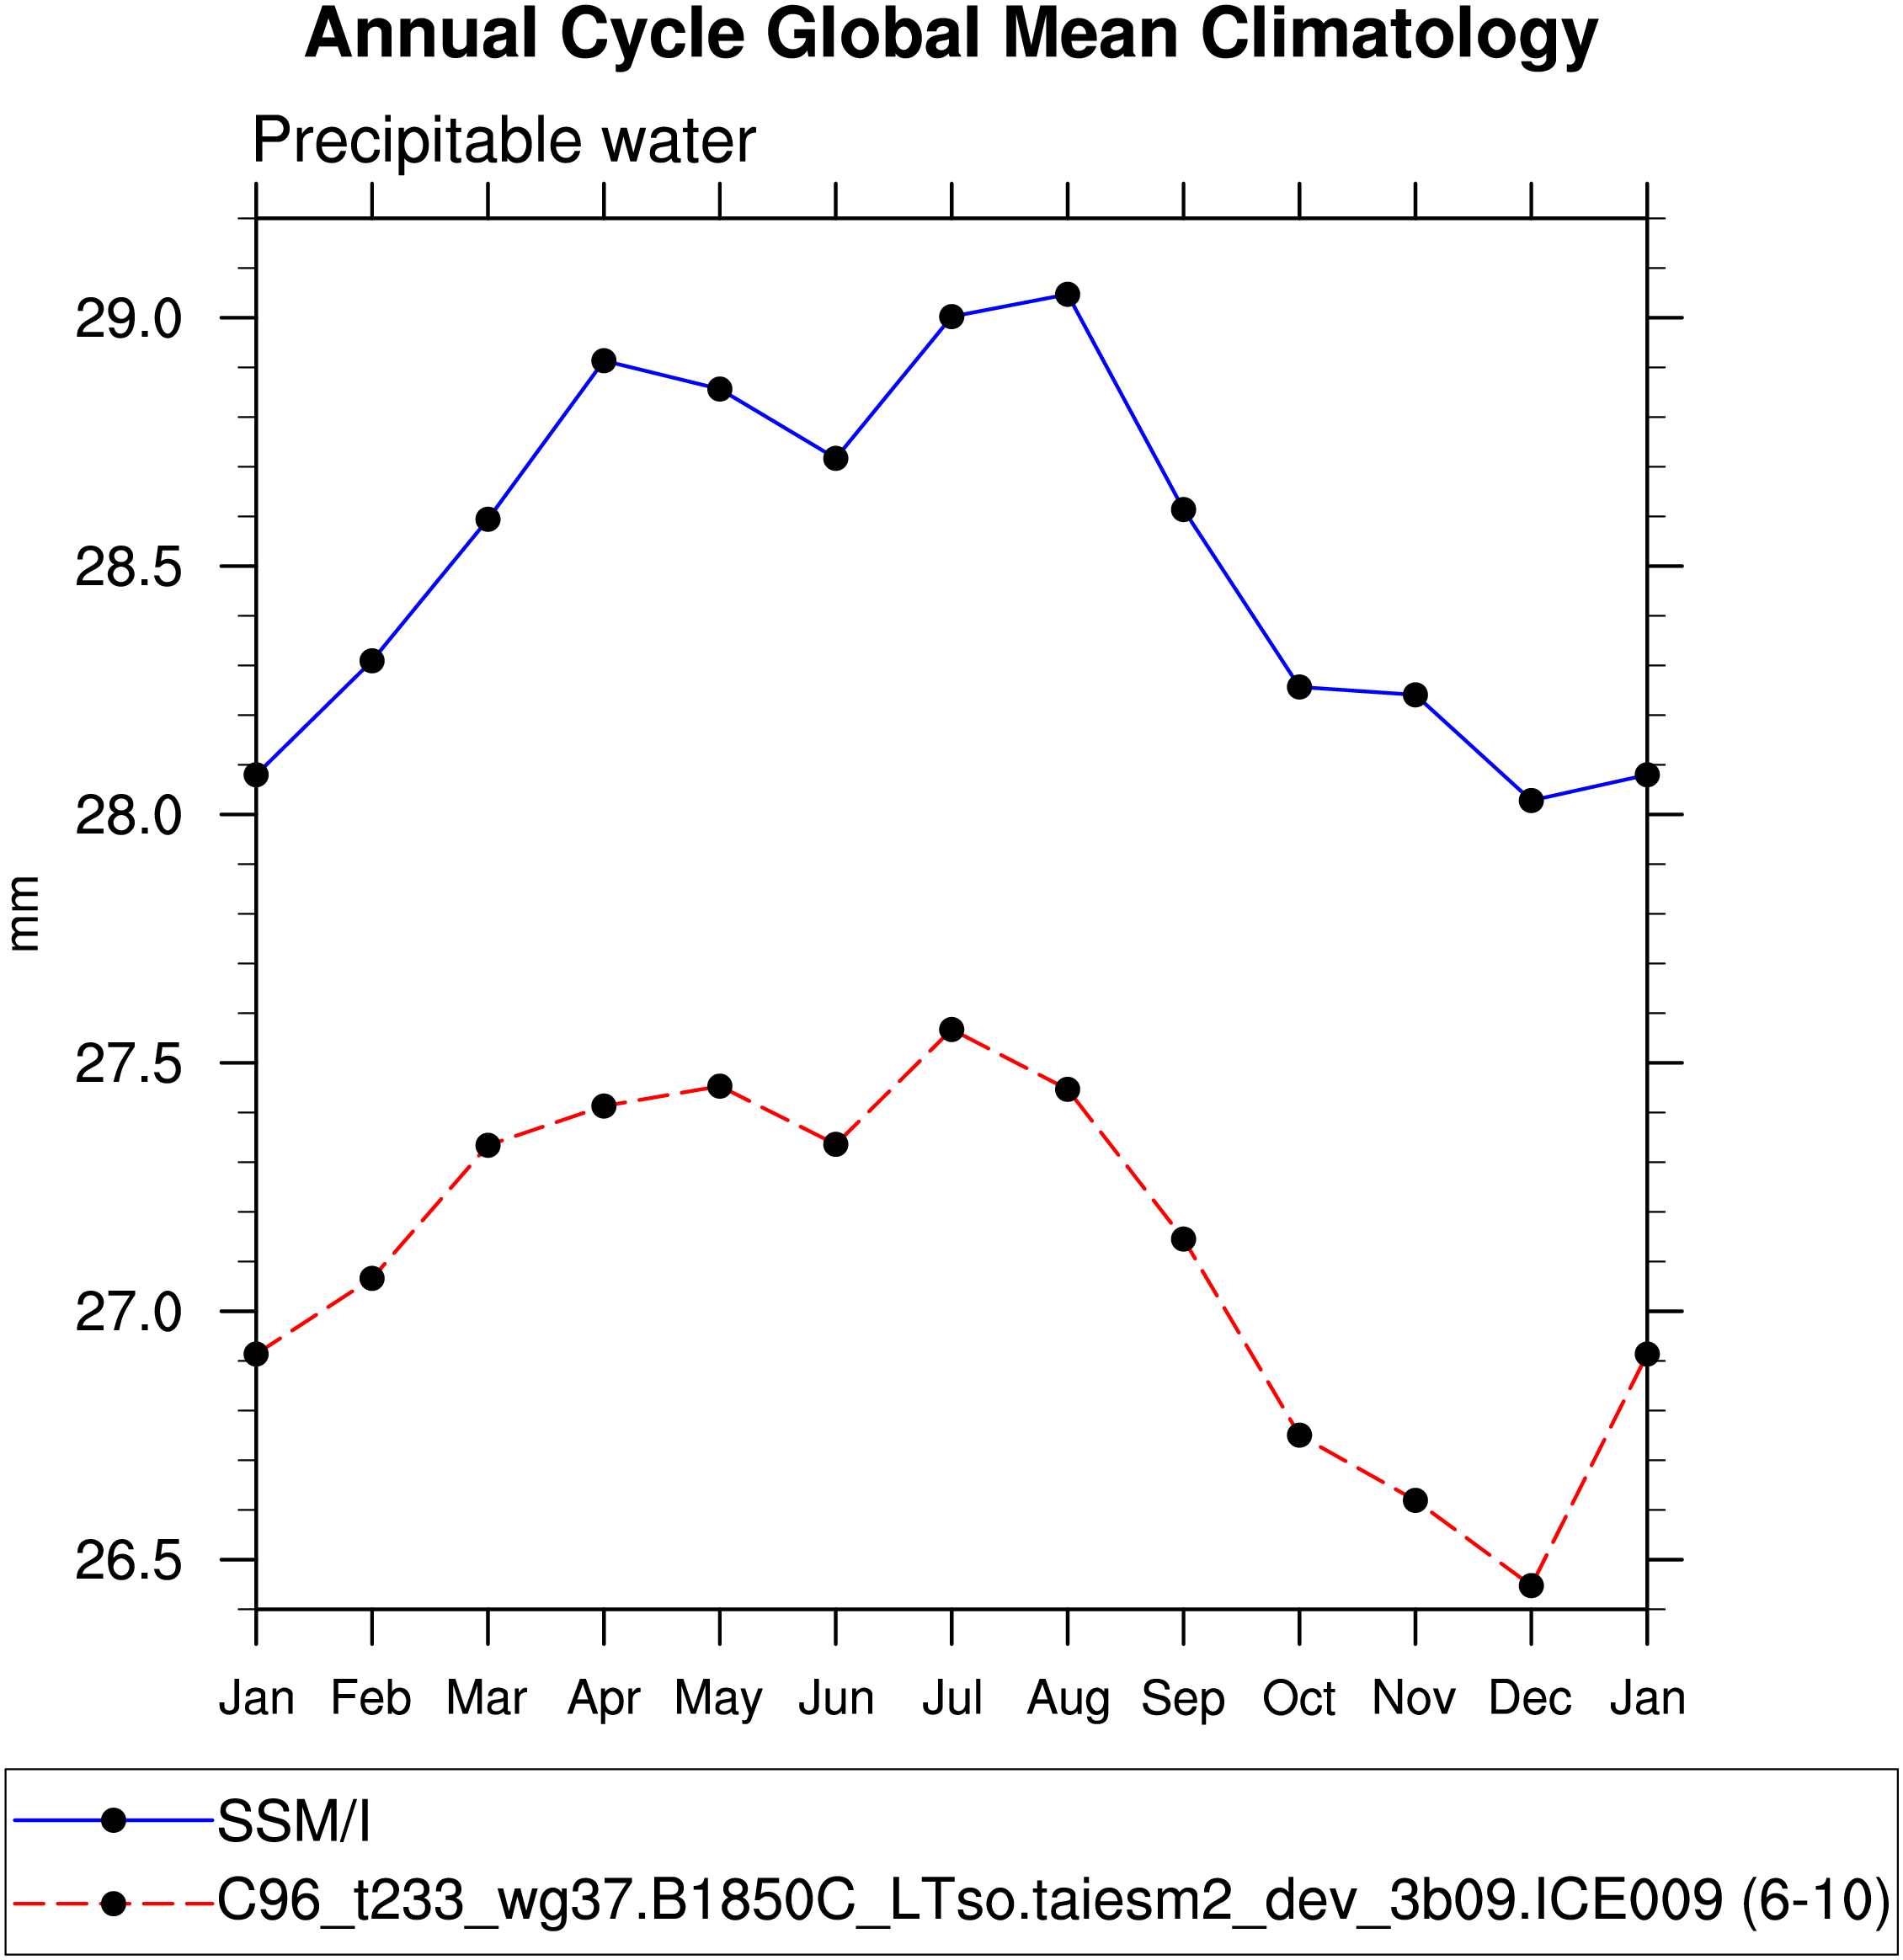 Annual Cycle Global Mean Climatology
Precipitable water
29.0
28.5
28.0
27.5
27.0
26.5
mm
Jan Feb Mar Apr May Jun Jul Aug Sep Oct Nov Dec Jan
SSM/I
C96_t233_wg37.B1850C_LTso.taiesm2_dev_3b09.ICE009 (6-10)